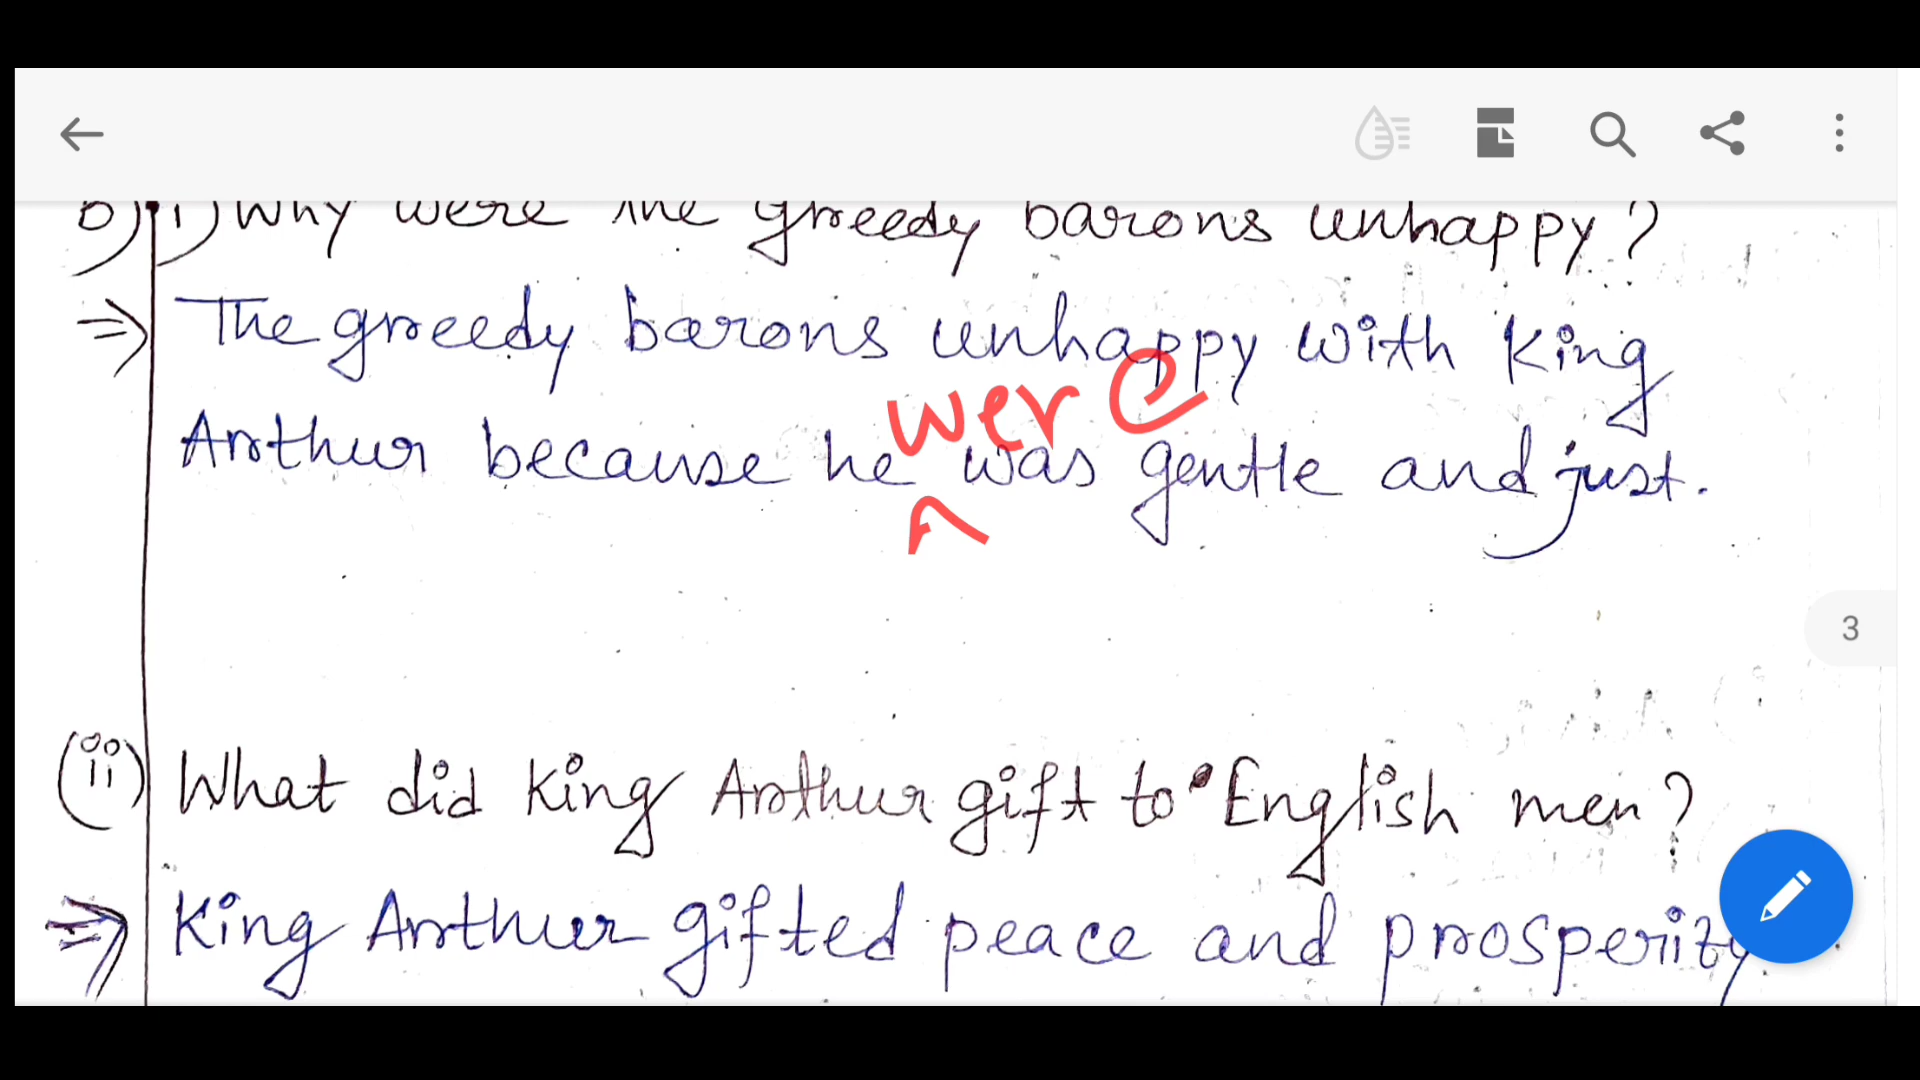 b) i) Why were the greedy barons unhappy?
⇒ The greedy barons unhappy with King
were
Arthur because he ^ was gentle and just.
3
(ii) What did King Arthur gift to English men?
⇒ King Arthur gifted peace and prosperity